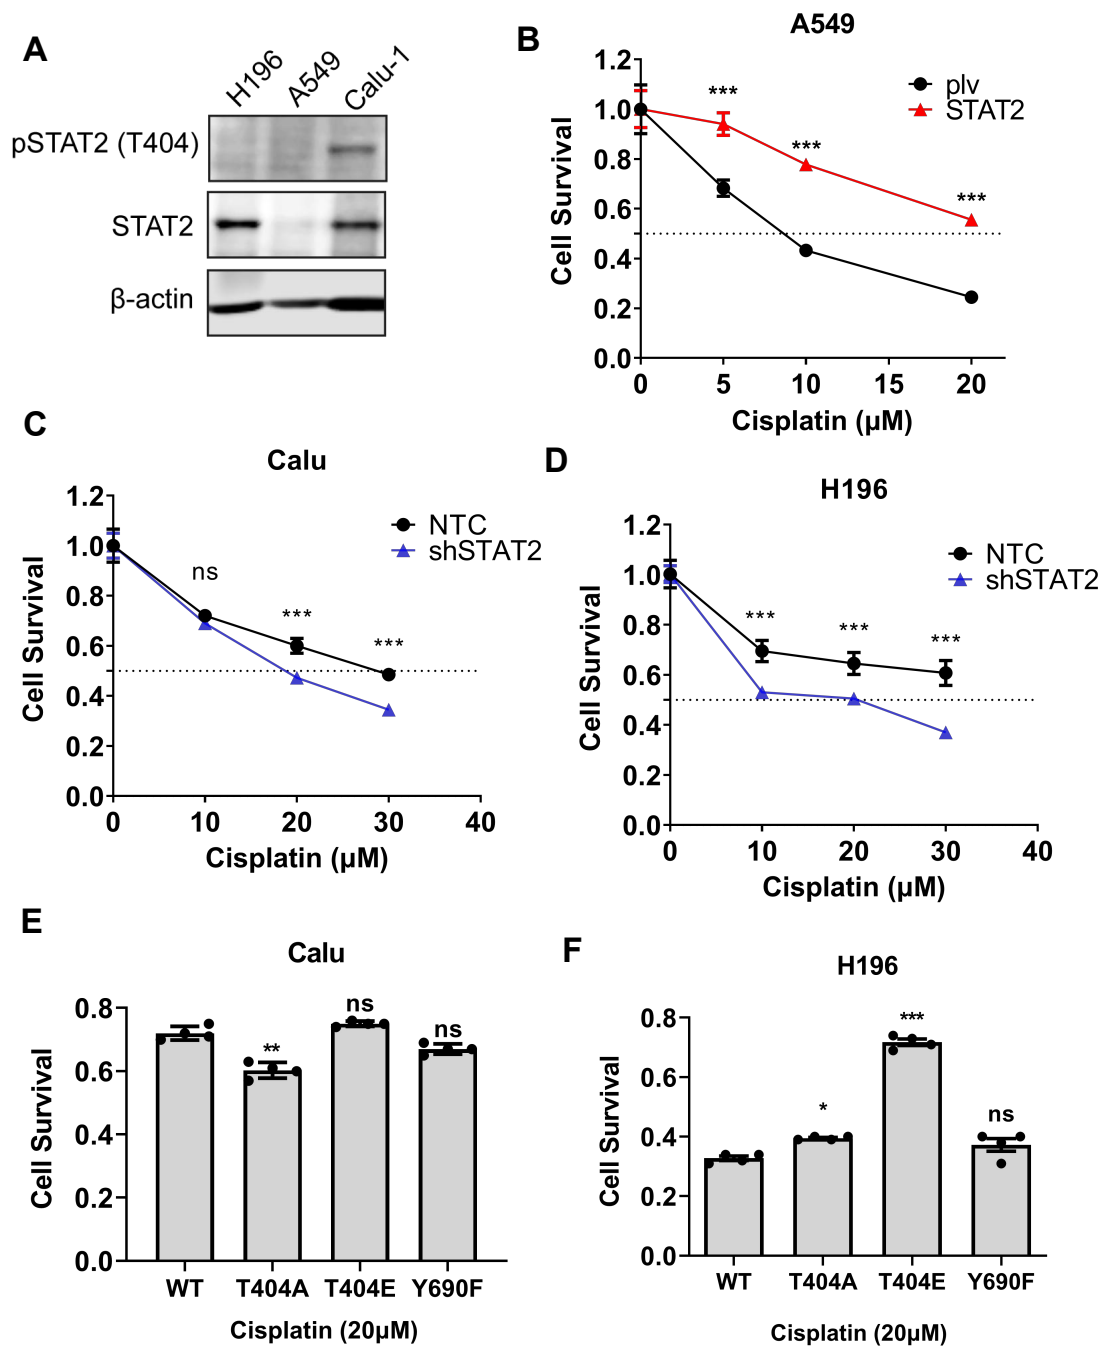 A
H196
A549
Calu-1
pSTAT2 (T404)
STAT2
β-actin
B
A549
plv
STAT2
***
***
***
1.2
1.0
0.8
0.6
0.4
0.2
0.0
Cell Survival
0 5 10 15 20
Cisplatin (µM)
C
Calu
NTC
shSTAT2
ns
***
***
1.2
1.0
0.8
0.6
0.4
0.2
0.0
Cell Survival
0 10 20 30 40
Cisplatin (µM)
D
H196
NTC
shSTAT2
***
***
***
1.2
1.0
0.8
0.6
0.4
0.2
0.0
Cell Survival
0 10 20 30 40
Cisplatin (µM)
E
Calu
**
ns
ns
0.8
0.6
0.4
0.2
0.0
Cell Survival
WT T404A T404E Y690F
Cisplatin (20µM)
F
H196
*
***
ns
0.8
0.6
0.4
0.2
0.0
Cell Survival
WT T404A T404E Y690F
Cisplatin (20µM)